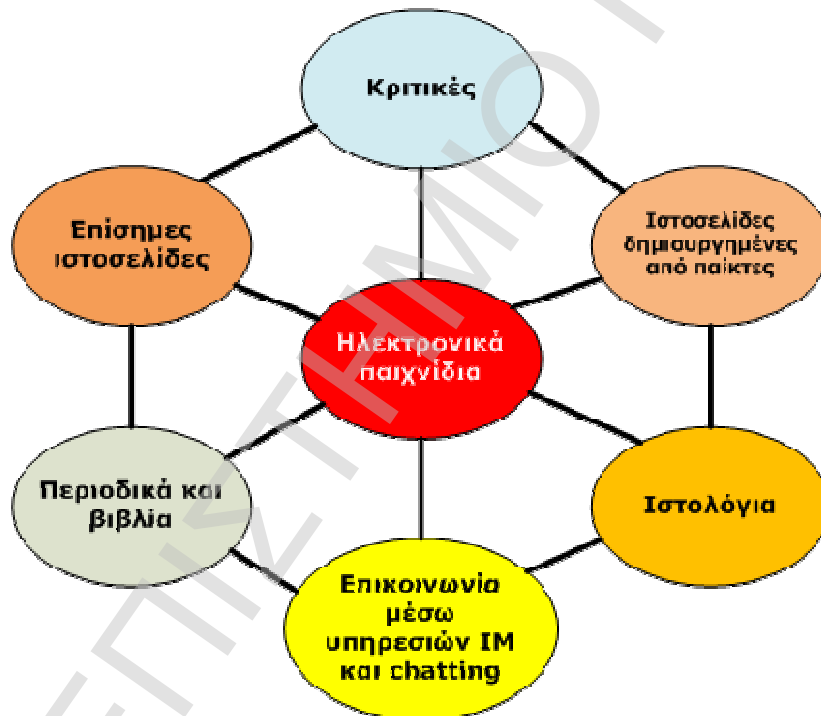 Κριτικές
Επίσημες
ιστοσελίδες
Ιστοσελίδες
δημιουργημένες
από παίκτες
Ηλεκτρονικά
παιχνίδια
Περιοδικά και
βιβλία
Ιστολόγια
Επικοινωνία
μέσω
υπηρεσιών IM
και chatting